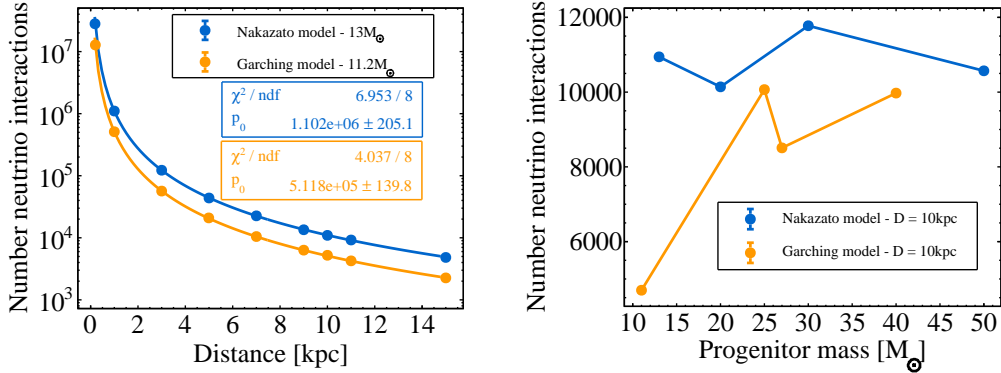 Number neutrino interactions
10⁷
10⁶
10⁵
10⁴
10³
Nakazato model - 13M⊙
Garching model - 11.2M⊙
χ² / ndf 6.953 / 8
p₀ 1.102e+06 ± 205.1
χ² / ndf 4.037 / 8
p₀ 5.118e+05 ± 139.8
0 2 4 6 8 10 12 14
Distance [kpc]
Number neutrino interactions
12000
10000
8000
6000
Nakazato model - D = 10kpc
Garching model - D = 10kpc
10 15 20 25 30 35 40 45 50
Progenitor mass [M⊙]